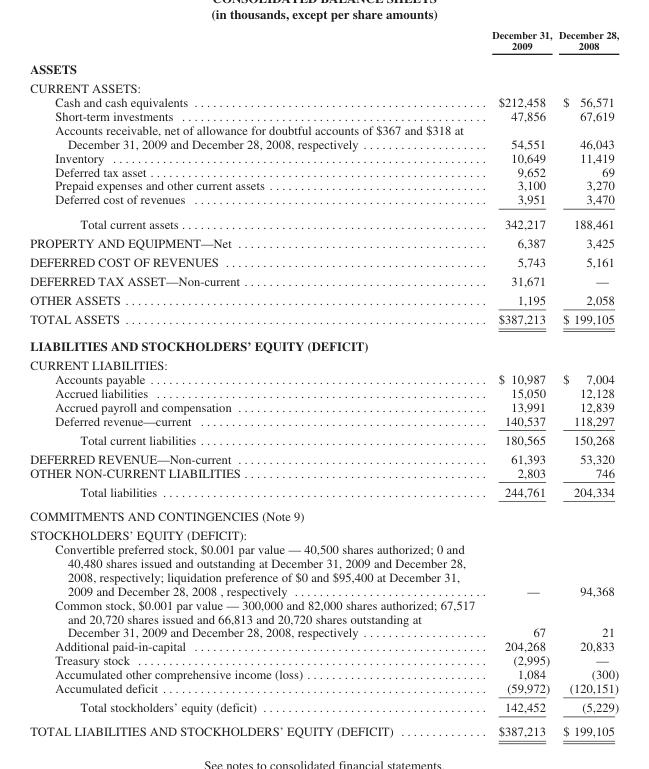 CONSOLIDATED BALANCE SHEETS
(in thousands, except per share amounts)
December 31, December 28,
2009 2008
ASSETS
CURRENT ASSETS:
Cash and cash equivalents $212,458 $ 56,571
Short-term investments 47,856 67,619
Accounts receivable, net of allowance for doubtful accounts of $367 and $318 at
December 31, 2009 and December 28, 2008, respectively 54,551 46,043
Inventory 10,649 11,419
Deferred tax asset 9,652 69
Prepaid expenses and other current assets 3,100 3,270
Deferred cost of revenues 3,951 3,470
Total current assets 342,217 188,461
PROPERTY AND EQUIPMENT—Net 6,387 3,425
DEFERRED COST OF REVENUES 5,743 5,161
DEFERRED TAX ASSET—Non-current 31,671 —
OTHER ASSETS 1,195 2,058
TOTAL ASSETS $387,213 $ 199,105
LIABILITIES AND STOCKHOLDERS' EQUITY (DEFICIT)
CURRENT LIABILITIES:
Accounts payable $ 10,987 $ 7,004
Accrued liabilities 15,050 12,128
Accrued payroll and compensation 13,991 12,839
Deferred revenue—current 140,537 118,297
Total current liabilities 180,565 150,268
DEFERRED REVENUE—Non-current 61,393 53,320
OTHER NON-CURRENT LIABILITIES 2,803 746
Total liabilities 244,761 204,334
COMMITMENTS AND CONTINGENCIES (Note 9)
STOCKHOLDERS' EQUITY (DEFICIT):
Convertible preferred stock, $0.001 par value — 40,500 shares authorized; 0 and
40,480 shares issued and outstanding at December 31, 2009 and December 28,
2008, respectively; liquidation preference of $0 and $95,400 at December 31,
2009 and December 28, 2008 , respectively — 94,368
Common stock, $0.001 par value — 300,000 and 82,000 shares authorized; 67,517
and 20,720 shares issued and 66,813 and 20,720 shares outstanding at
December 31, 2009 and December 28, 2008, respectively 67 21
Additional paid-in-capital 204,268 20,833
Treasury stock (2,995) —
Accumulated other comprehensive income (loss) 1,084 (300)
Accumulated deficit (59,972) (120,151)
Total stockholders' equity (deficit) 142,452 (5,229)
TOTAL LIABILITIES AND STOCKHOLDERS' EQUITY (DEFICIT) $387,213 $ 199,105
See notes to consolidated financial statements.